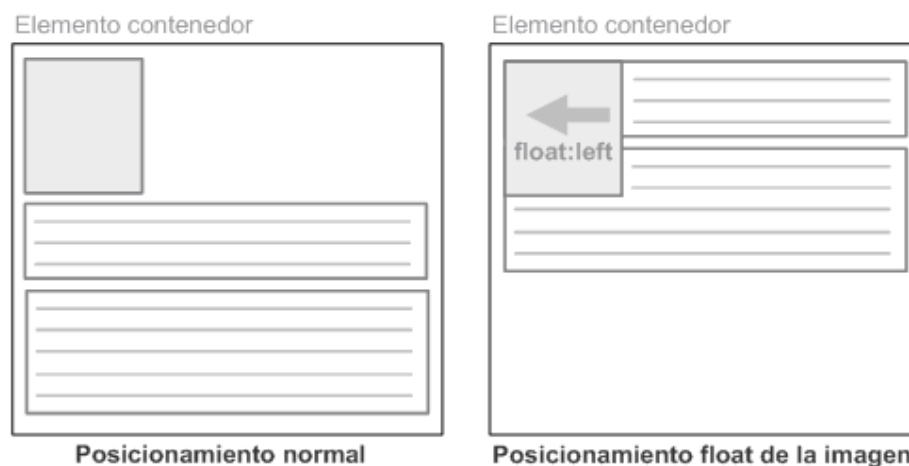 Elemento contenedor
Elemento contenedor
float:left
Posicionamiento normal
Posicionamiento float de la imagen